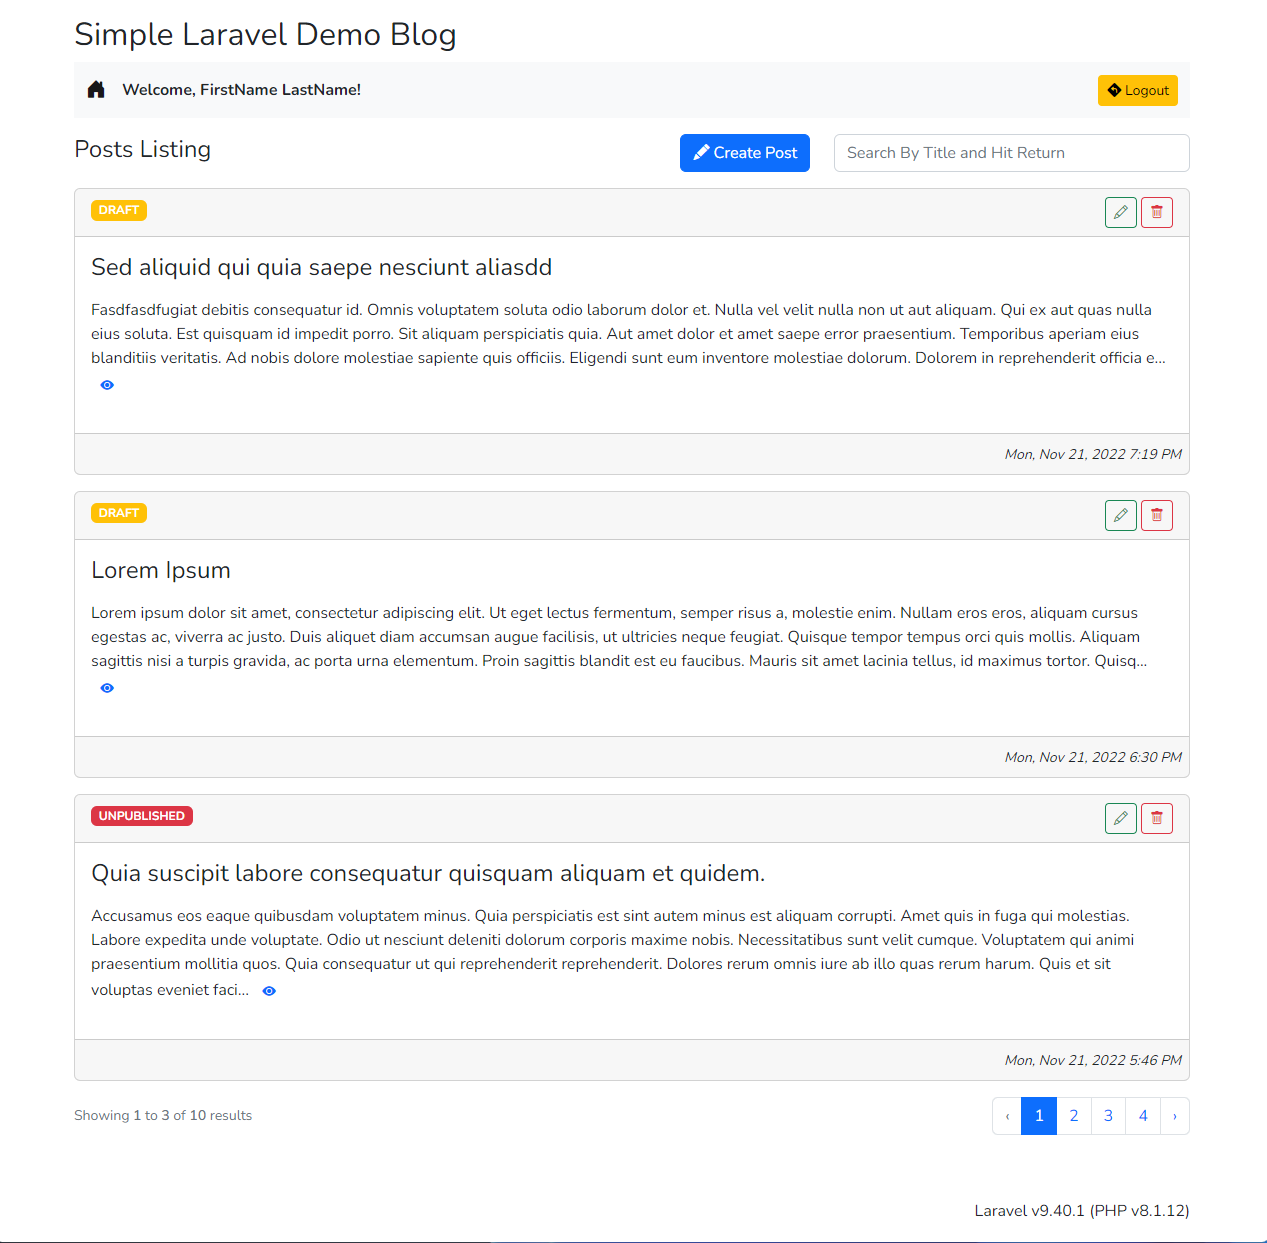 Simple Laravel Demo Blog
Welcome, FirstName LastName!
Logout
Posts Listing
Create Post
Search By Title and Hit Return
DRAFT
Sed aliquid qui quia saepe nesciunt aliasdd
Fasdfasdfugiat debitis consequatur id. Omnis voluptatem soluta odio laborum dolor et. Nulla vel velit nulla non ut aut aliquam. Qui ex aut quas nulla
eius soluta. Est quisquam id impedit porro. Sit aliquam perspiciatis quia. Aut amet dolor et amet saepe error praesentium. Temporibus aperiam eius
blanditiis veritatis. Ad nobis dolore molestiae sapiente quis officiis. Eligendi sunt eum inventore molestiae dolorum. Dolorem in reprehenderit officia e...
Mon, Nov 21, 2022 7:19 PM
DRAFT
Lorem Ipsum
Lorem ipsum dolor sit amet, consectetur adipiscing elit. Ut eget lectus fermentum, semper risus a, molestie enim. Nullam eros eros, aliquam cursus
egestas ac, viverra ac justo. Duis aliquet diam accumsan augue facilisis, ut ultricies neque feugiat. Quisque tempor tempus orci quis mollis. Aliquam
sagittis nisi a turpis gravida, ac porta urna elementum. Proin sagittis blandit est eu faucibus. Mauris sit amet lacinia tellus, id maximus tortor. Quisq...
Mon, Nov 21, 2022 6:30 PM
UNPUBLISHED
Quia suscipit labore consequatur quisquam aliquam et quidem.
Accusamus eos eaque quibusdam voluptatem minus. Quia perspiciatis est sint autem minus est aliquam corrupti. Amet quis in fuga qui molestias.
Labore expedita unde voluptate. Odio ut nesciunt deleniti dolorum corporis maxime nobis. Necessitatibus sunt velit cumque. Voluptatem qui animi
praesentium mollitia quos. Quia consequatur ut qui reprehenderit reprehenderit. Dolores rerum omnis iure ab illo quas rerum harum. Quis et sit
voluptas eveniet faci...
Mon, Nov 21, 2022 5:46 PM
Showing 1 to 3 of 10 results
‹ 1 2 3 4 ›
Laravel v9.40.1 (PHP v8.1.12)